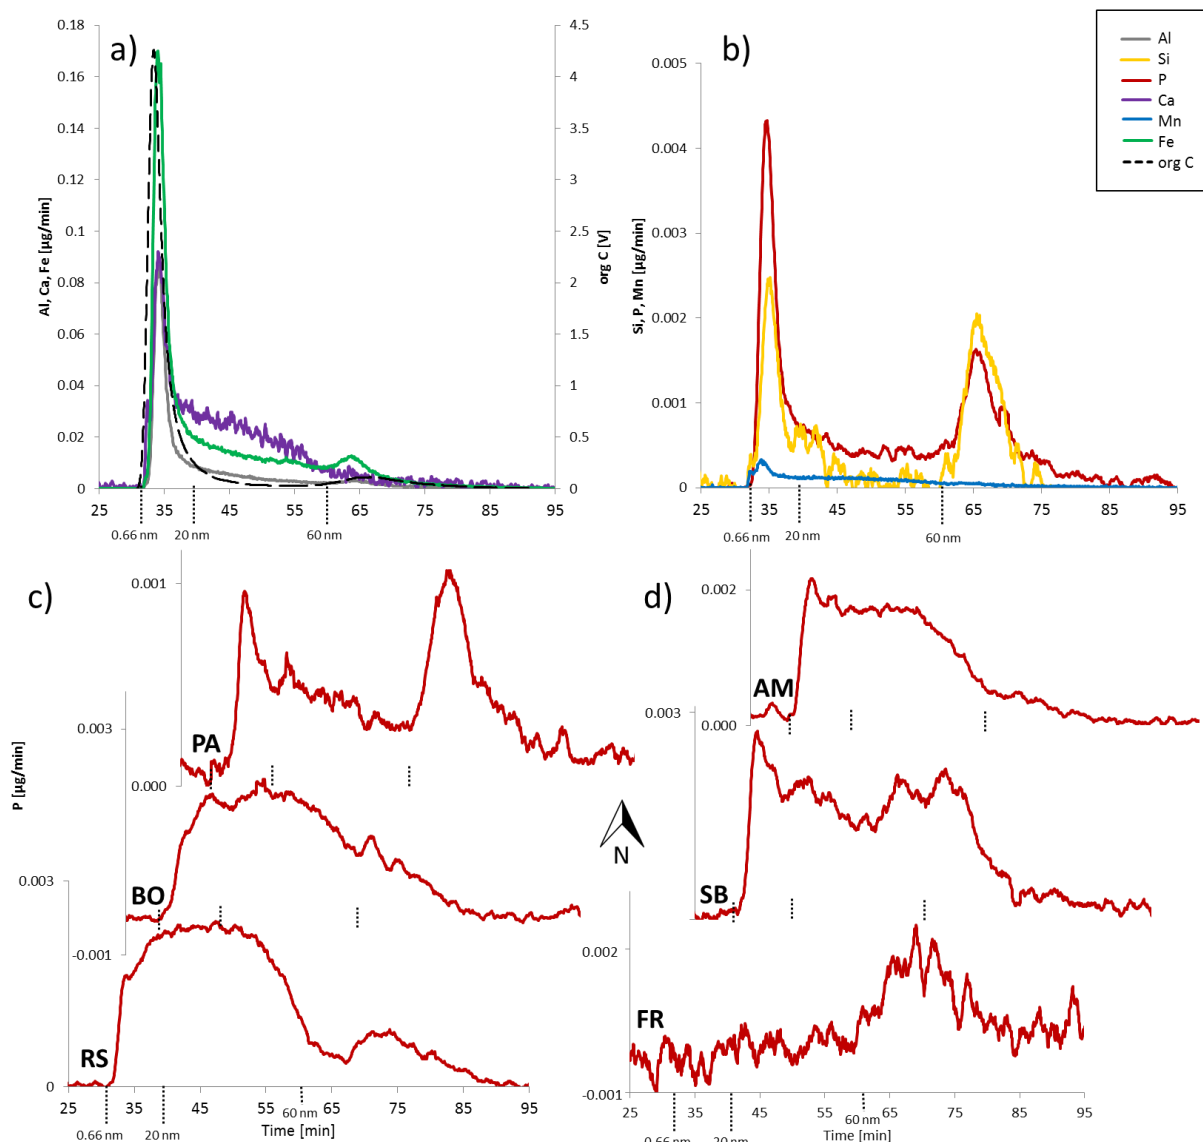 a)
0.18
0.16
0.14
0.12
0.1
0.08
0.06
0.04
0.02
0
Al, Ca, Fe [µg/min]
4.5
4
3.5
3
2.5
2
1.5
1
0.5
0
org C [V]
25 35 45 55 65 75 85 95
0.66 nm 20 nm 60 nm
b)
0.005
0.004
0.003
0.002
0.001
0
Si, P, Mn [µg/min]
25 35 45 55 65 75 85 95
0.66 nm 20 nm 60 nm
Al
Si
P
Ca
Mn
Fe
org C
c)
P [µg/min]
0.001
PA
0.000
0.003
BO
-0.001
0.003
RS
0
25 35 45 55 65 75 85 95
60 nm
0.66 nm 20 nm
Time [min]
N
d)
0.002
AM
0.000
0.003
SB
-0.001
0.002
FR
-0.001
60 nm
25 35 45 55 65 75 85 95
0.66 nm 20 nm
Time [min]